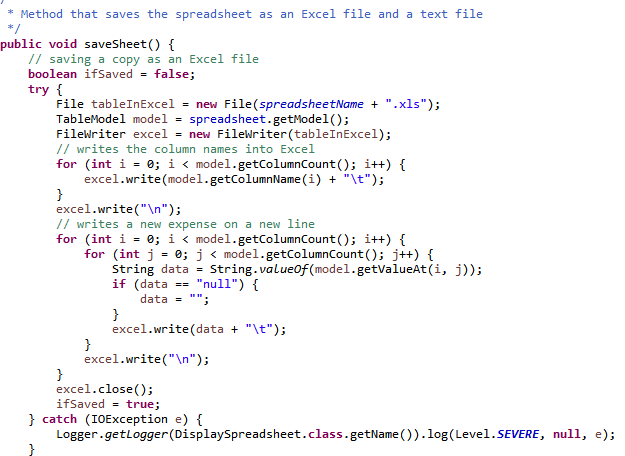 /
 * Method that saves the spreadsheet as an Excel file and a text file
 */
public void saveSheet() {
    // saving a copy as an Excel file
    boolean ifSaved = false;
    try {
        File tableInExcel = new File(spreadsheetName + ".xls");
        TableModel model = spreadsheet.getModel();
        FileWriter excel = new FileWriter(tableInExcel);
        // writes the column names into Excel
        for (int i = 0; i < model.getColumnCount(); i++) {
            excel.write(model.getColumnName(i) + "\t");
        }
        excel.write("\n");
        // writes a new expense on a new line
        for (int i = 0; i < model.getColumnCount(); i++) {
            for (int j = 0; j < model.getColumnCount(); j++) {
                String data = String.valueOf(model.getValueAt(i, j));
                if (data == "null") {
                    data = "";
                }
                excel.write(data + "\t");
            }
            excel.write("\n");
        }
        excel.close();
        ifSaved = true;
    } catch (IOException e) {
        Logger.getLogger(DisplaySpreadsheet.class.getName()).log(Level.SEVERE, null, e);
    }